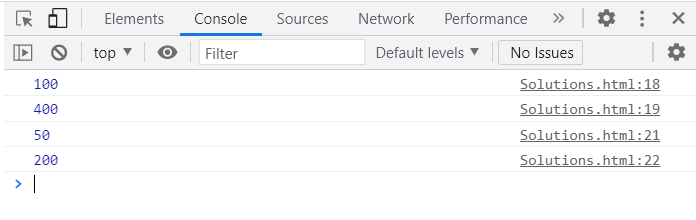 Elements Console Sources Network Performance »
top ▼ Filter Default levels ▼ No Issues
100 Solutions.html:18
400 Solutions.html:19
50 Solutions.html:21
200 Solutions.html:22
>